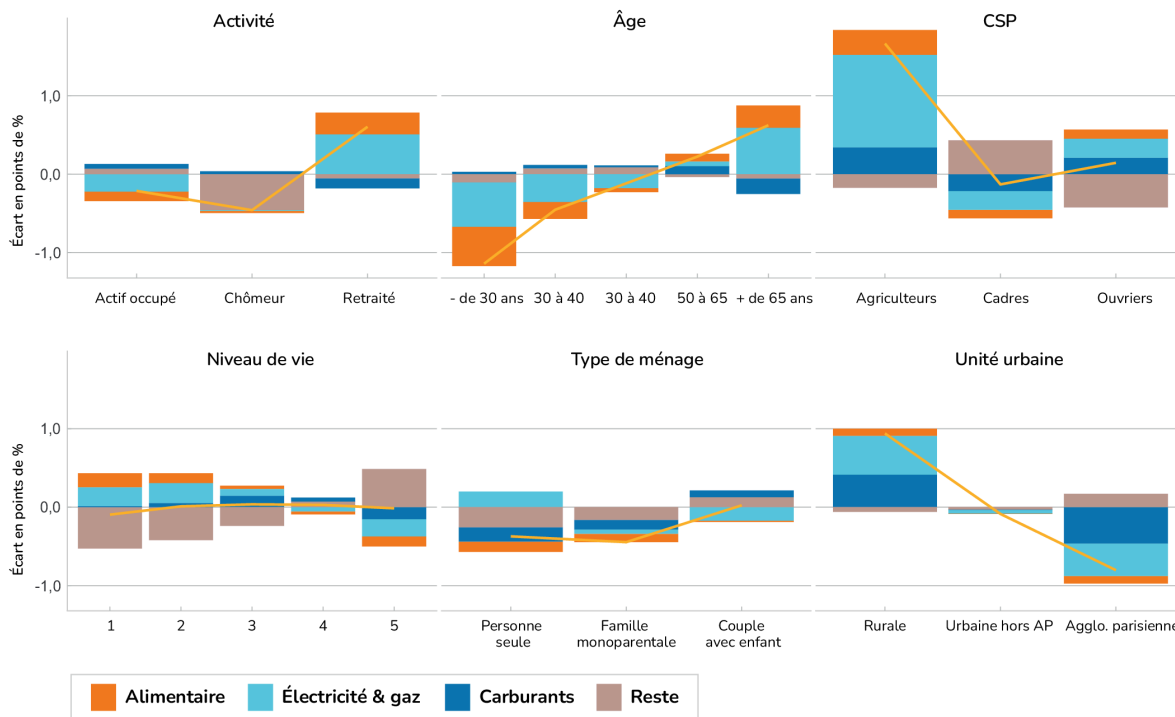 Activité
Âge
CSP
Écart en points de %
1,0
0,0
-1,0
Actif occupé
Chômeur
Retraité
- de 30 ans
30 à 40
30 à 40
50 à 65
+ de 65 ans
Agriculteurs
Cadres
Ouvriers
Niveau de vie
Type de ménage
Unité urbaine
Écart en points de %
1,0
0,0
-1,0
1
2
3
4
5
Personne
seule
Famille
monoparentale
Couple
avec enfant
Rurale
Urbaine hors AP
Agglo. parisienne
Alimentaire
Électricité & gaz
Carburants
Reste